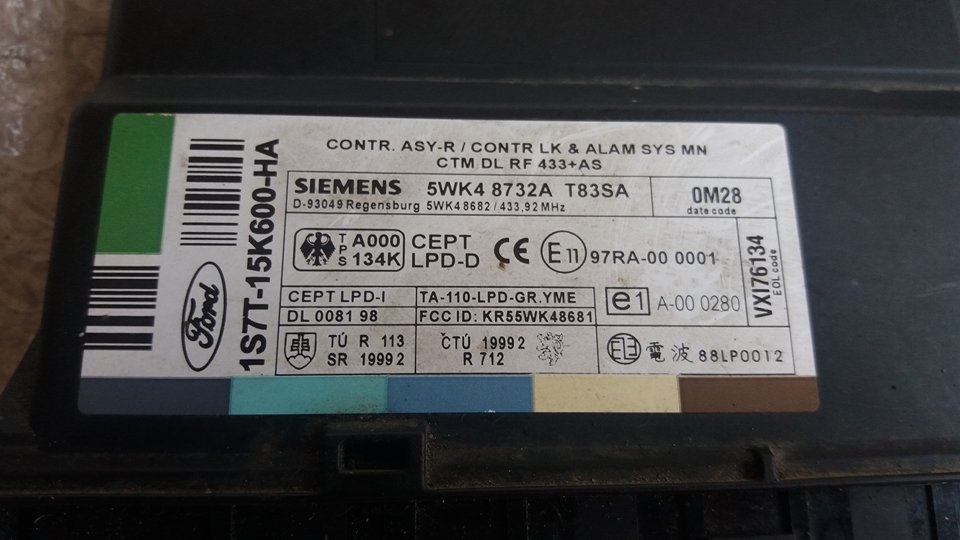 CONTR. ASY-R / CONTR LK & ALAM SYS MN
CTM DL RF 433+AS
SIEMENS 5WK4 8732A T83SA
D-93049 Regensburg 5WK48682 / 433,92 MHz
0M28
date code
TPS A000
134K
CEPT
LPD-D
CE
E11 97RA-00 0001
CEPT LPD-I
DL 0081 98
TA-110-LPD-GR.YME
FCC ID: KR55WK48681
e1 A-00 0280
VXI76134
EOL code
TÚ R 113
SR 1999 2
ČTÚ 1999 2
R 712
電波 88LP0012
Ford
1S7T-15K600-HA